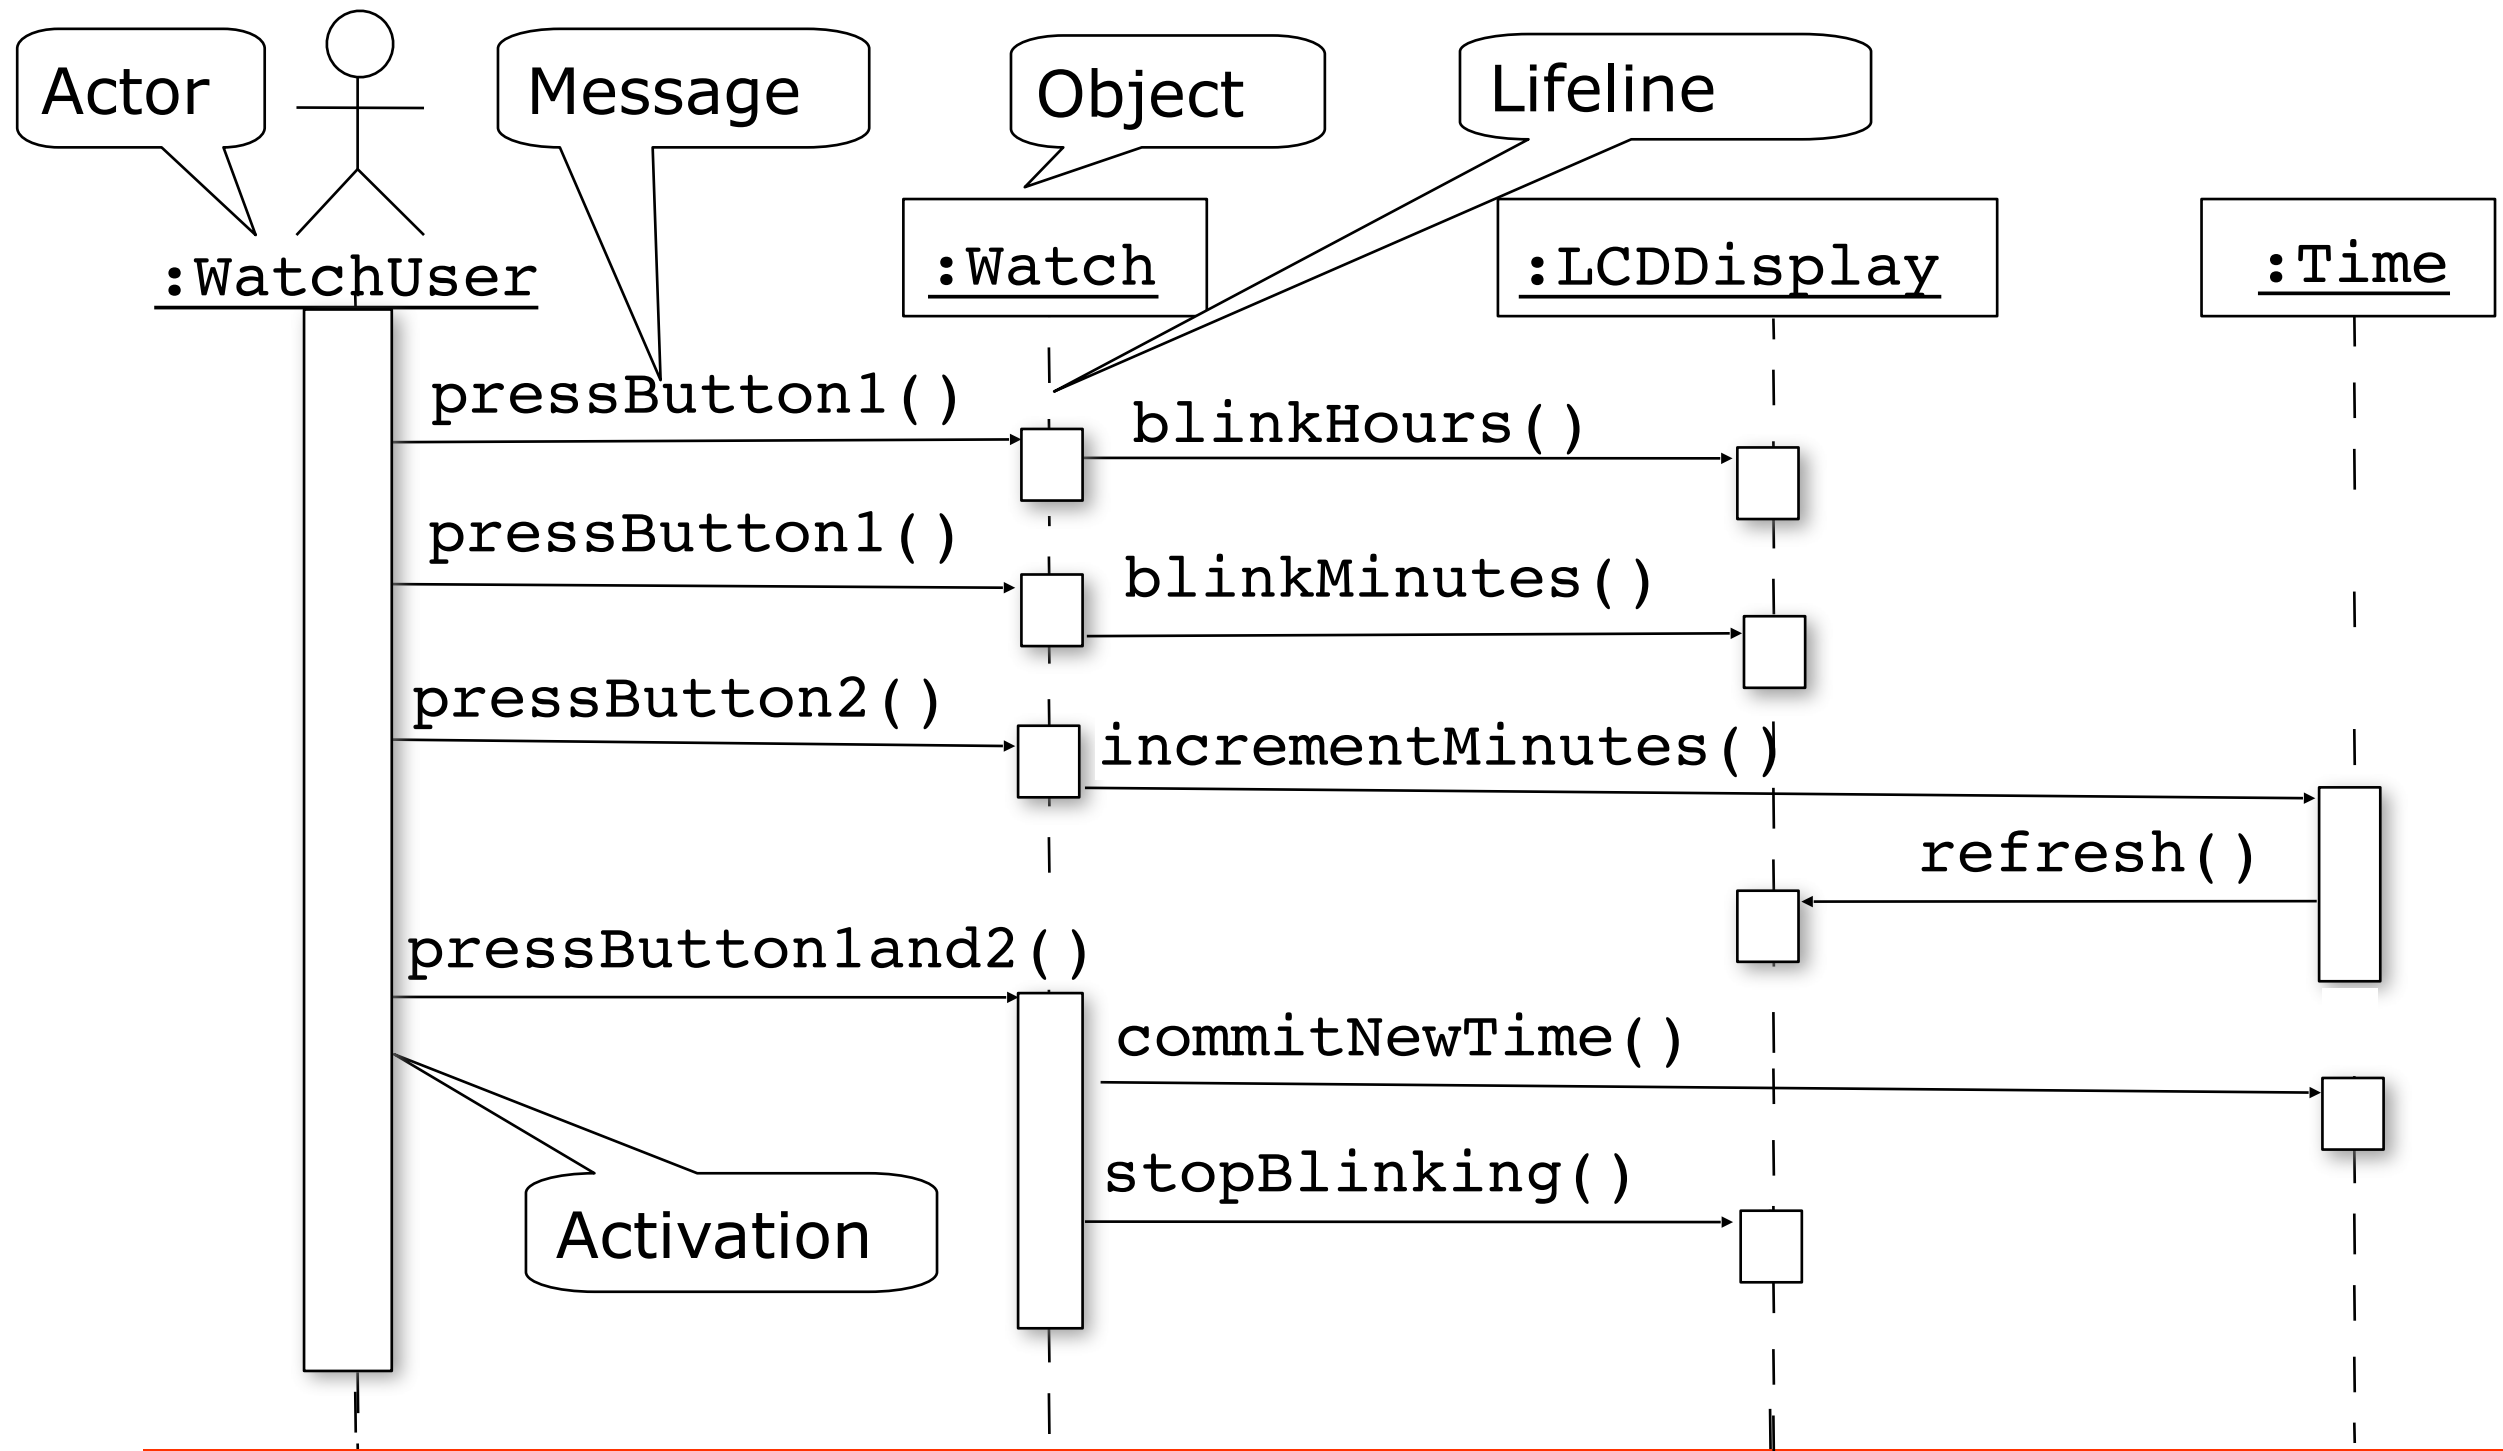 Actor
Message
Object
Lifeline
:WatchUser
:Watch
:LCDDisplay
:Time
pressButton1()
blinkHours()
pressButton1()
blinkMinutes()
pressButton2()
incrementMinutes()
refresh()
pressButton1and2()
commitNewTime()
stopBlinking()
Activation